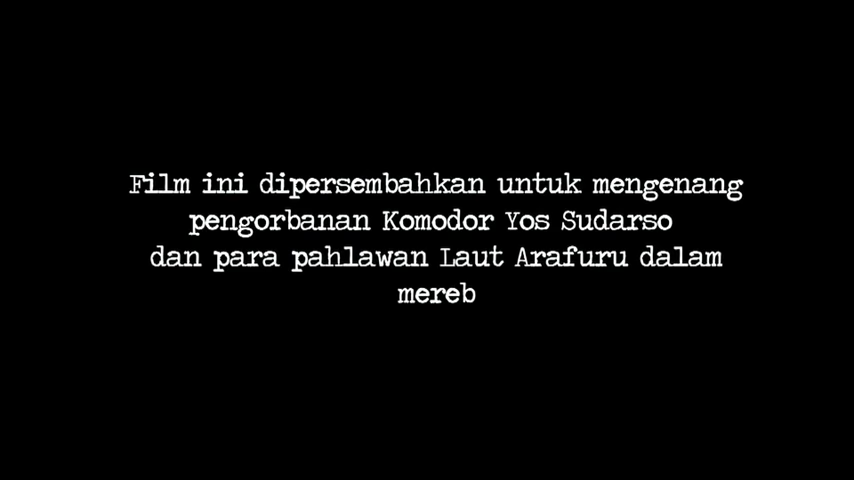 Film ini dipersembahkan untuk mengenang
pengorbanan Komodor Yos Sudarso
dan para pahlawan Laut Arafuru dalam
mereb